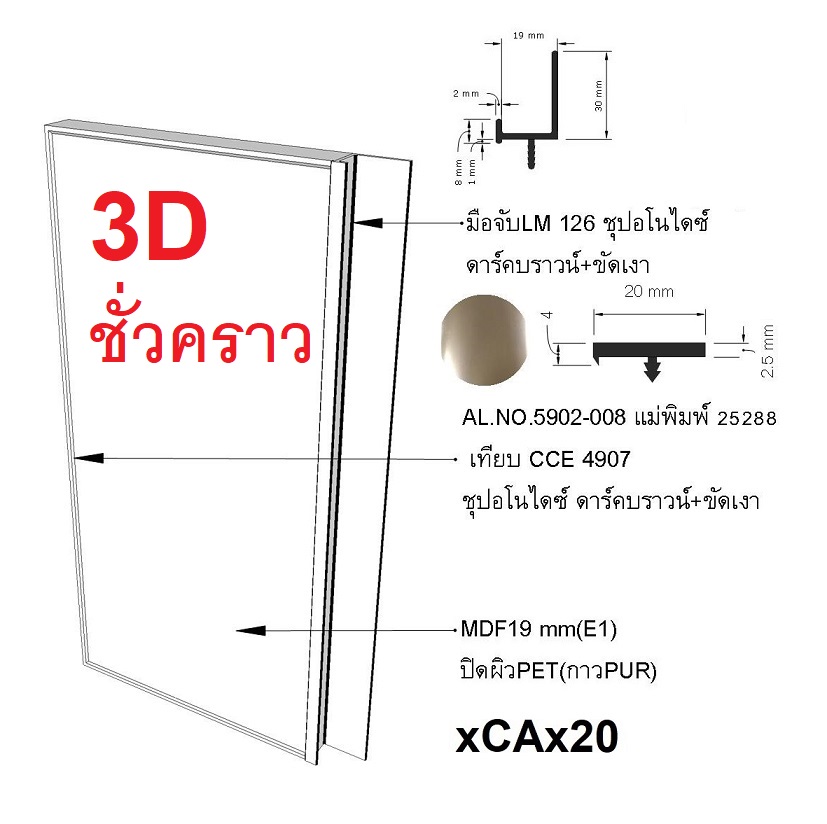 19 mm
2 mm
30 mm
8 mm
1 mm
3D
ชั่วคราว
มือจับLM 126 ชุปอโนไดซ์
ดาร์คบราวน์+ขัดเงา
20 mm
4
2.5 mm
AL.NO.5902-008 แม่พิมพ์ 25288
เทียบ CCE 4907
ชุปอโนไดซ์ ดาร์คบราวน์+ขัดเงา
MDF19 mm(E1)
ปิดผิวPET(กาวPUR)
xCAx20